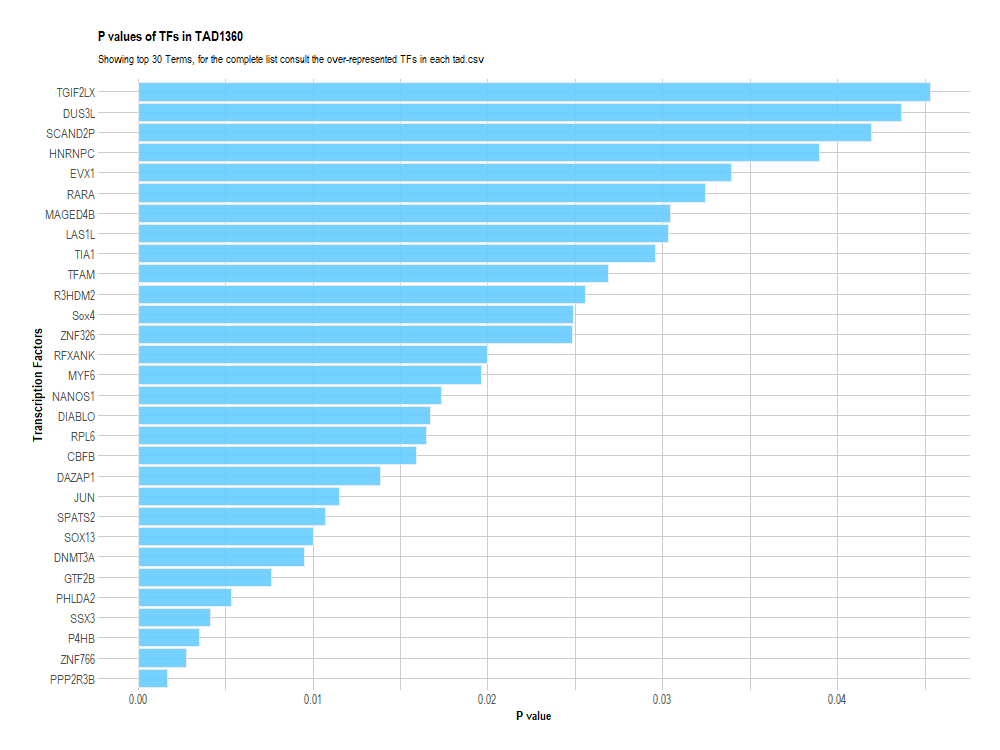 P values of TFs in TAD1360
Showing top 30 Terms, for the complete list consult the over-represented TFs in each tad.csv
Transcription Factors
TGIF2LX
DUS3L
SCAND2P
HNRNPC
EVX1
RARA
MAGED4B
LAS1L
TIA1
TFAM
R3HDM2
Sox4
ZNF326
RFXANK
MYF6
NANOS1
DIABLO
RPL6
CBFB
DAZAP1
JUN
SPATS2
SOX13
DNMT3A
GTF2B
PHLDA2
SSX3
P4HB
ZNF766
PPP2R3B
0.00 0.01 0.02 0.03 0.04
P value